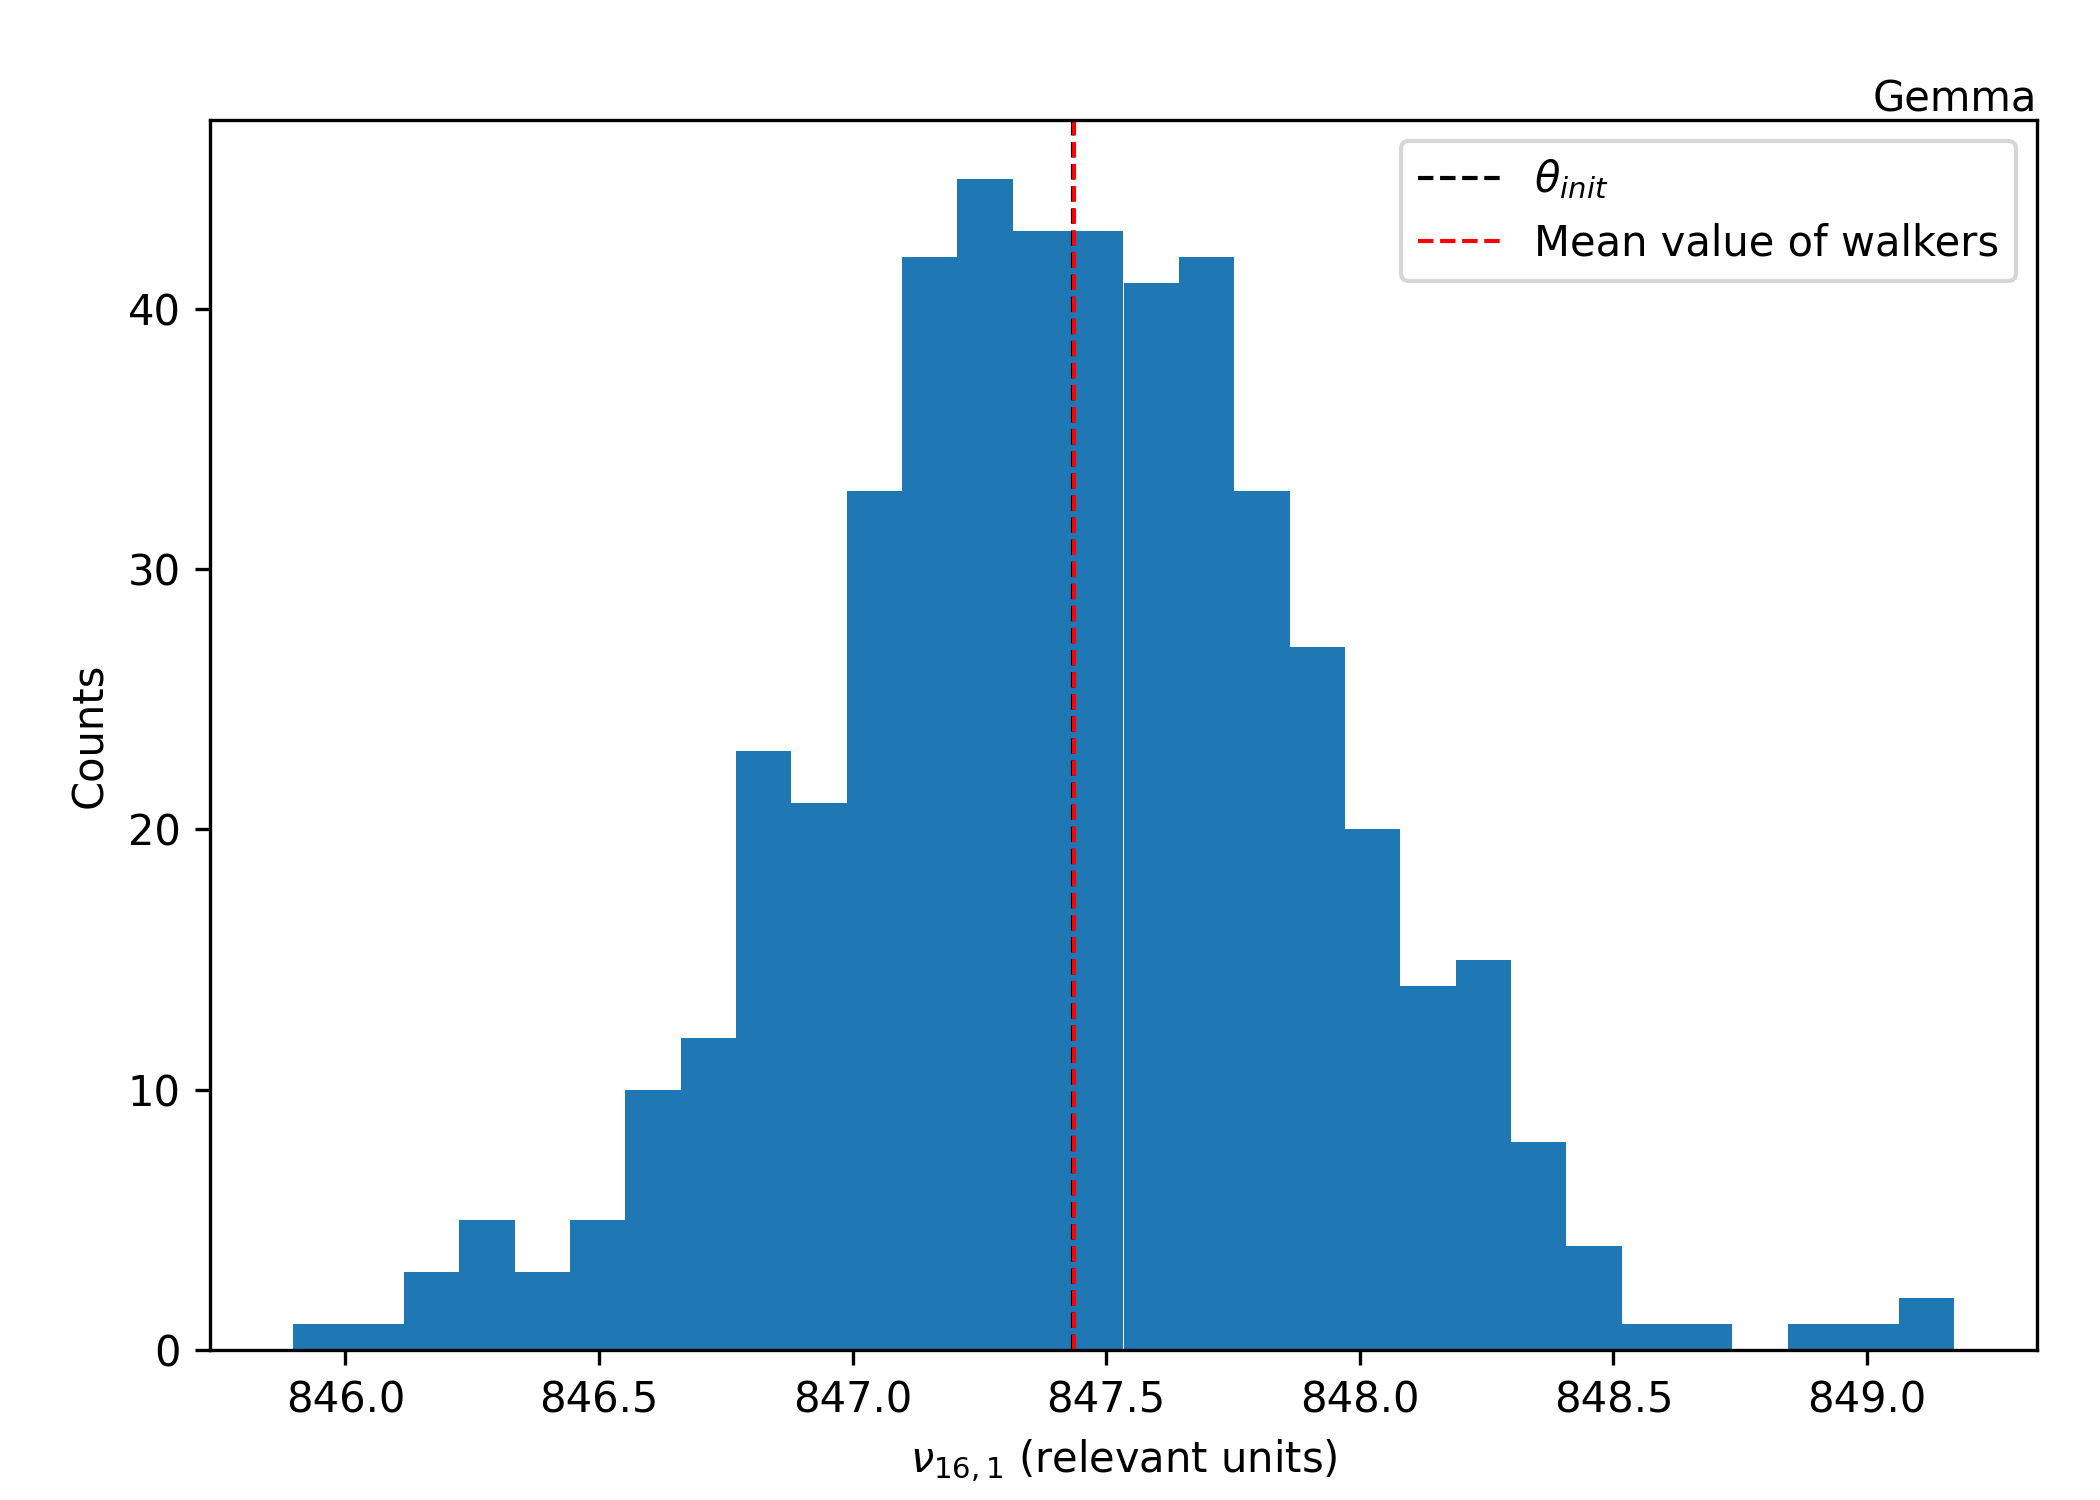 Gemma
θinit
Mean value of walkers
40
30
20
10
0
Counts
846.0 846.5 847.0 847.5 848.0 848.5 849.0
ν16, 1 (relevant units)